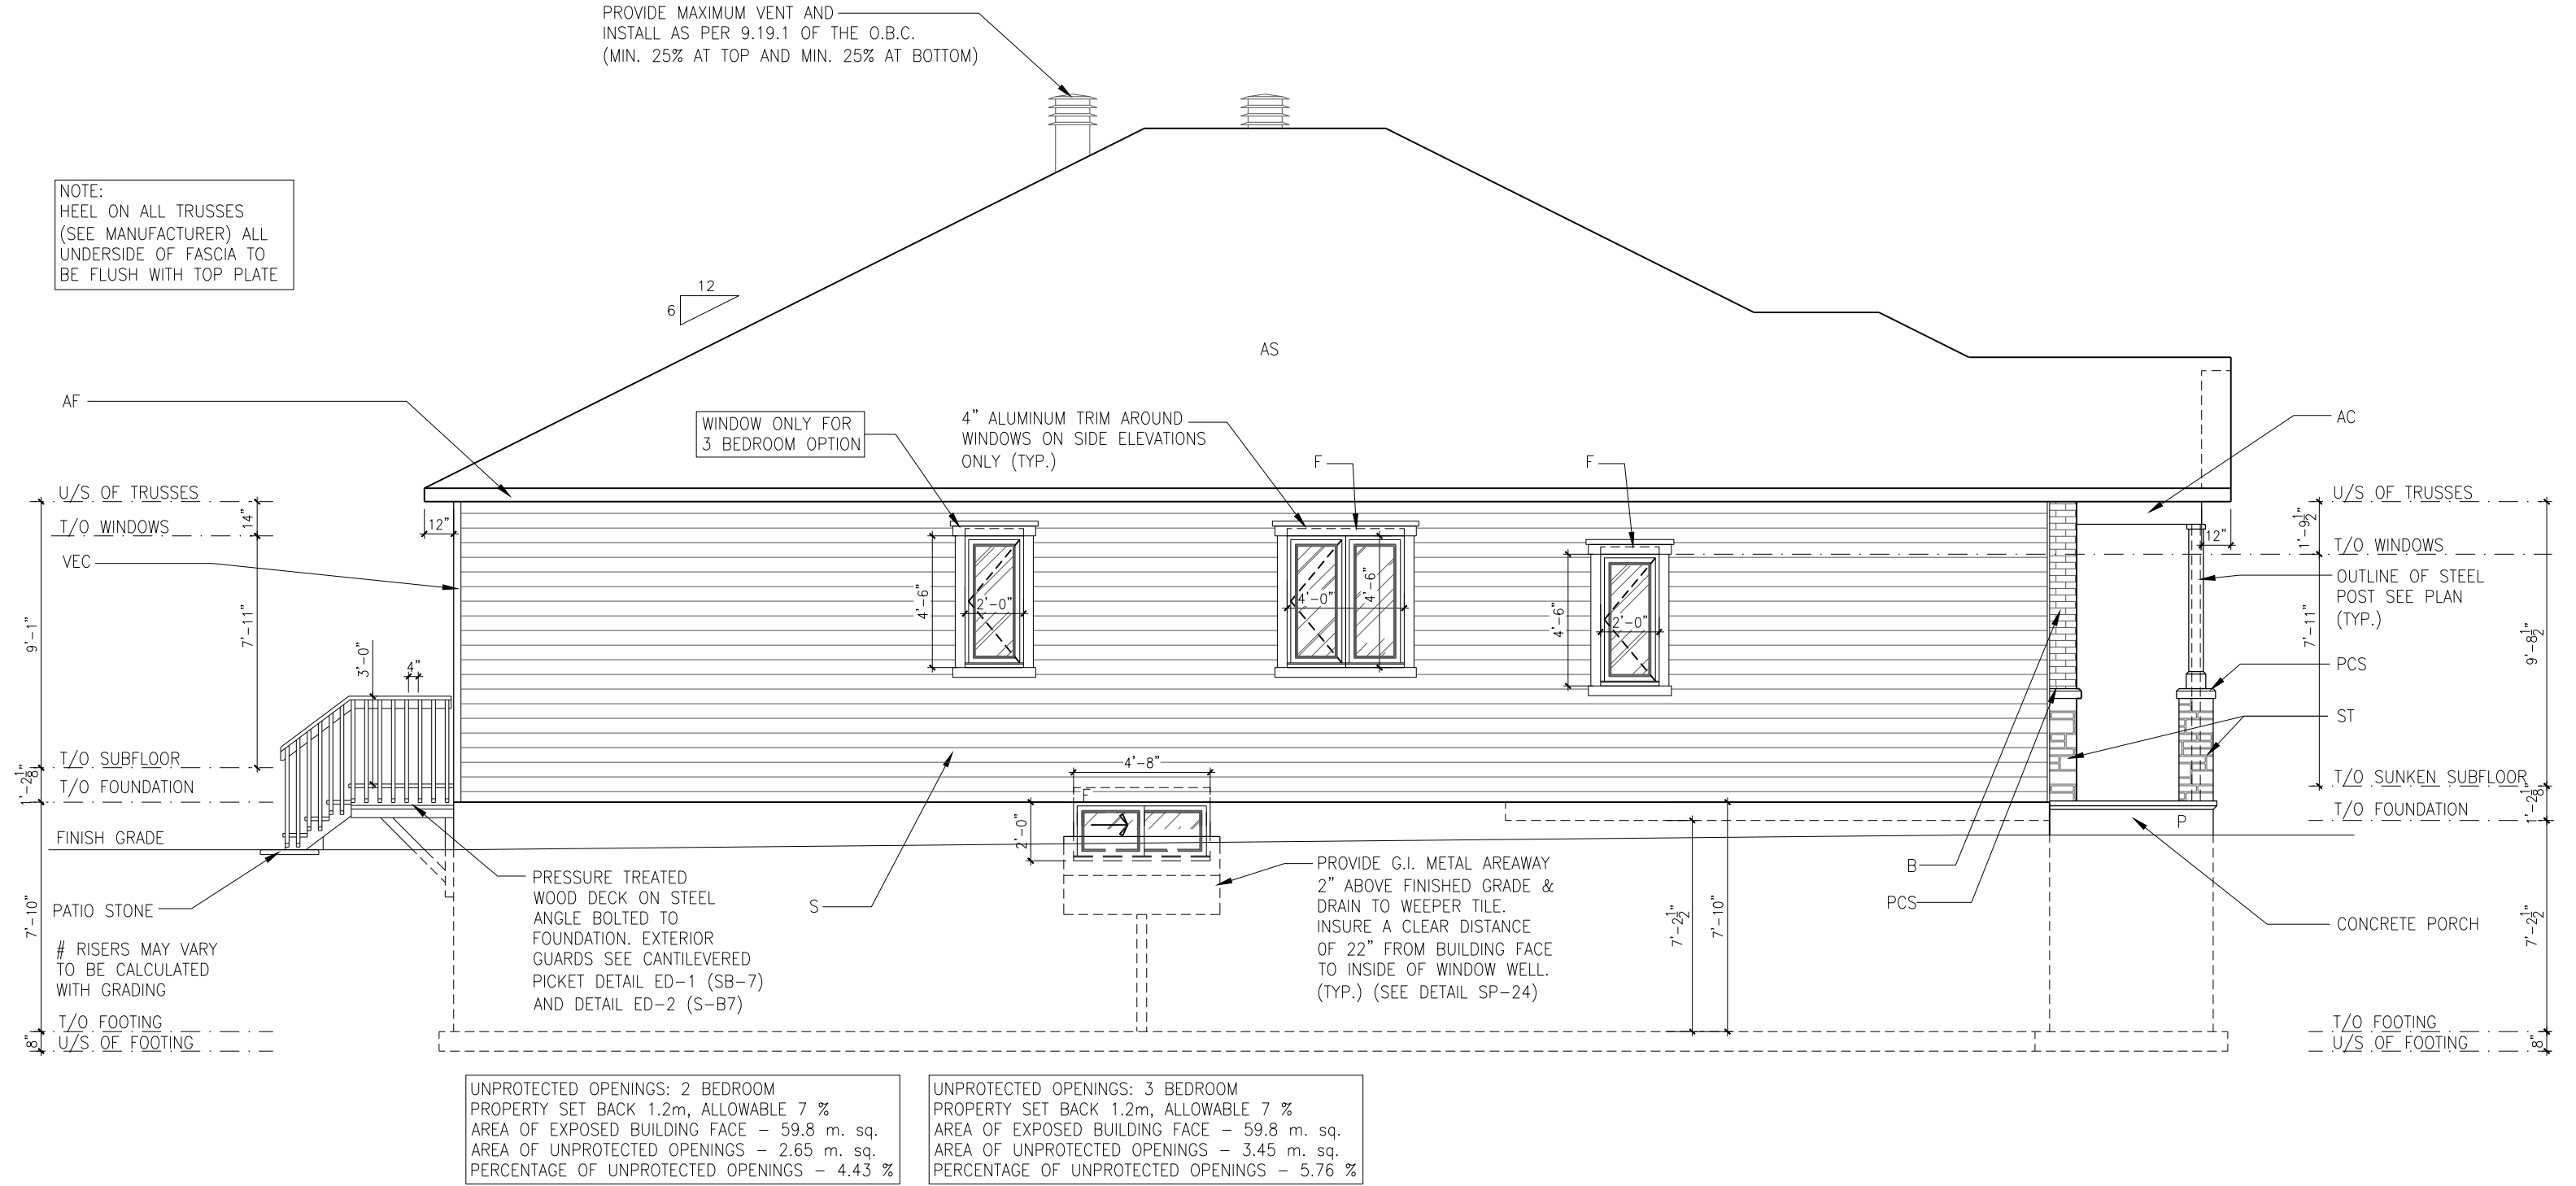 PROVIDE MAXIMUM VENT AND
INSTALL AS PER 9.19.1 OF THE O.B.C.
(MIN. 25% AT TOP AND MIN. 25% AT BOTTOM)
NOTE:
HEEL ON ALL TRUSSES
(SEE MANUFACTURER) ALL
UNDERSIDE OF FASCIA TO
BE FLUSH WITH TOP PLATE
12
6
AS
AF
WINDOW ONLY FOR
3 BEDROOM OPTION
4" ALUMINUM TRIM AROUND
WINDOWS ON SIDE ELEVATIONS
ONLY (TYP.)
F
F
AC
U/S OF TRUSSES
T/O WINDOWS
VEC
14"
12"
7'-11"
9'-1"
3'-0"
4"
4'-6"
2'-0"
4'-0"
4'-6"
4'-6"
2'-0"
U/S OF TRUSSES
1'-9 1/2"
12"
T/O WINDOWS
OUTLINE OF STEEL
POST SEE PLAN
(TYP.)
7'-11"
9'-8 1/2"
PCS
ST
T/O SUBFLOOR
T/O FOUNDATION
1'-2 1/8"
FINISH GRADE
4'-8"
F
2'-0"
T/O SUNKEN SUBFLOOR
T/O FOUNDATION
1'-2 1/8"
P
PATIO STONE
# RISERS MAY VARY
TO BE CALCULATED
WITH GRADING
7'-10"
PRESSURE TREATED
WOOD DECK ON STEEL
ANGLE BOLTED TO
FOUNDATION. EXTERIOR
GUARDS SEE CANTILEVERED
PICKET DETAIL ED-1 (SB-7)
AND DETAIL ED-2 (S-B7)
S
PROVIDE G.I. METAL AREAWAY
2" ABOVE FINISHED GRADE &
DRAIN TO WEEPER TILE.
INSURE A CLEAR DISTANCE
OF 22" FROM BUILDING FACE
TO INSIDE OF WINDOW WELL.
(TYP.) (SEE DETAIL SP-24)
7'-2 1/2"
7'-10"
B
PCS
CONCRETE PORCH
7'-2 1/2"
T/O FOOTING
U/S OF FOOTING
8"
T/O FOOTING
U/S OF FOOTING
8"
UNPROTECTED OPENINGS: 2 BEDROOM
PROPERTY SET BACK 1.2m, ALLOWABLE 7 %
AREA OF EXPOSED BUILDING FACE - 59.8 m. sq.
AREA OF UNPROTECTED OPENINGS - 2.65 m. sq.
PERCENTAGE OF UNPROTECTED OPENINGS - 4.43 %
UNPROTECTED OPENINGS: 3 BEDROOM
PROPERTY SET BACK 1.2m, ALLOWABLE 7 %
AREA OF EXPOSED BUILDING FACE - 59.8 m. sq.
AREA OF UNPROTECTED OPENINGS - 3.45 m. sq.
PERCENTAGE OF UNPROTECTED OPENINGS - 5.76 %